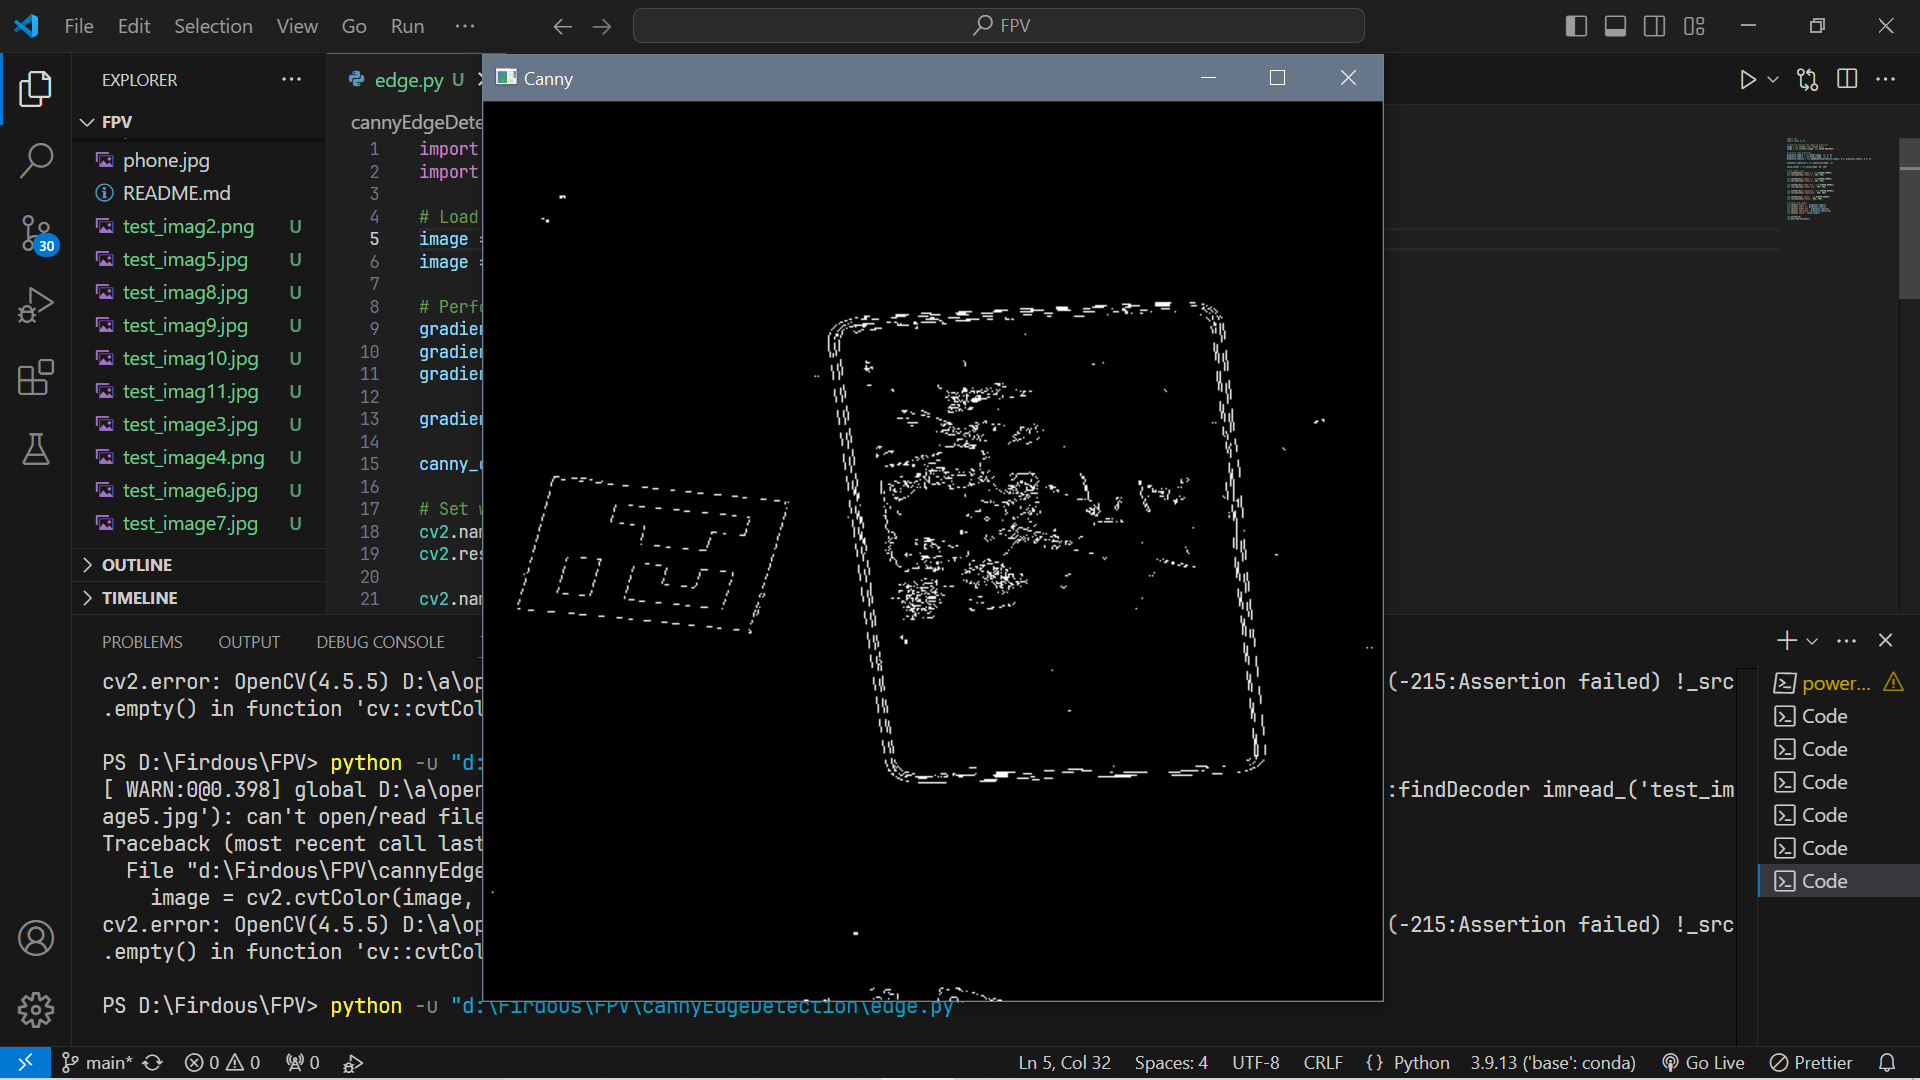 File Edit Selection View Go Run ···
FPV
EXPLORER ···
FPV
phone.jpg
README.md
test_imag2.png U
test_imag5.jpg U
test_imag8.jpg U
test_imag9.jpg U
test_imag10.jpg U
test_imag11.jpg U
test_image3.jpg U
test_image4.png U
test_image6.jpg U
test_image7.jpg U
OUTLINE
TIMELINE
30
edge.py U
cannyEdgeDete
Canny
1 import
2 import
3
4 # Load
5 image =
6 image =
7
8 # Perf
9 gradie
10 gradie
11 gradie
12
13 gradie
14
15 canny_
16
17 # Set
18 cv2.na
19 cv2.res
20
21 cv2.na
PROBLEMS OUTPUT DEBUG CONSOLE
cv2.error: OpenCV(4.5.5) D:\a\op (-215:Assertion failed) !_src
.empty() in function 'cv::cvtCol
PS D:\Firdous\FPV> python -u "d:
[ WARN:0@0.398] global D:\a\open :findDecoder imread_('test_im
age5.jpg'): can't open/read file
Traceback (most recent call last
File "d:\Firdous\FPV\cannyEdge
image = cv2.cvtColor(image,
cv2.error: OpenCV(4.5.5) D:\a\op (-215:Assertion failed) !_src
.empty() in function 'cv::cvtCol
PS D:\Firdous\FPV> python -u "d:\Firdous\FPV\cannyEdgeDetection\edge.py"
power...
Code
Code
Code
Code
Code
Code
main* 0 0 0 Ln 5, Col 32 Spaces: 4 UTF-8 CRLF {} Python 3.9.13 ('base': conda) Go Live Prettier